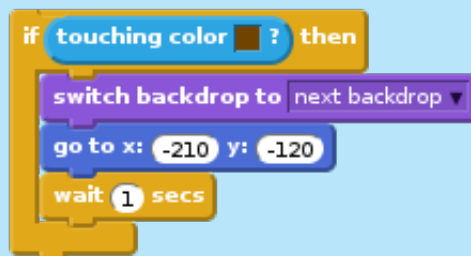 if touching color ? then
switch backdrop to next backdrop
go to x: -210 y: -120
wait 1 secs